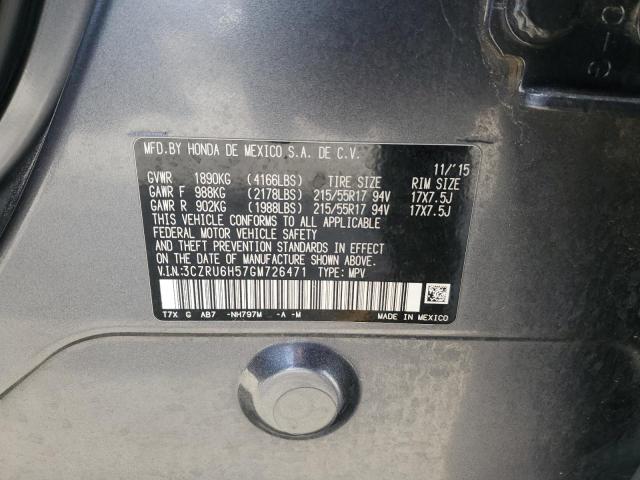 MFD.BY HONDA DE MEXICO,S.A. DE C.V.
11/'15
GVWR 1890KG (4166LBS) TIRE SIZE RIM SIZE
GAWR F 988KG (2178LBS) 215/55R17 94V 17X7.5J
GAWR R 902KG (1988LBS) 215/55R17 94V 17X7.5J
THIS VEHICLE CONFORMS TO ALL APPLICABLE
FEDERAL MOTOR VEHICLE SAFETY
AND THEFT PREVENTION STANDARDS IN EFFECT
ON THE DATE OF MANUFACTURE SHOWN ABOVE.
V.I.N:3CZRU6H57GM726471 TYPE: MPV
T7X G AB7 -NH797M -A -M MADE IN MEXICO